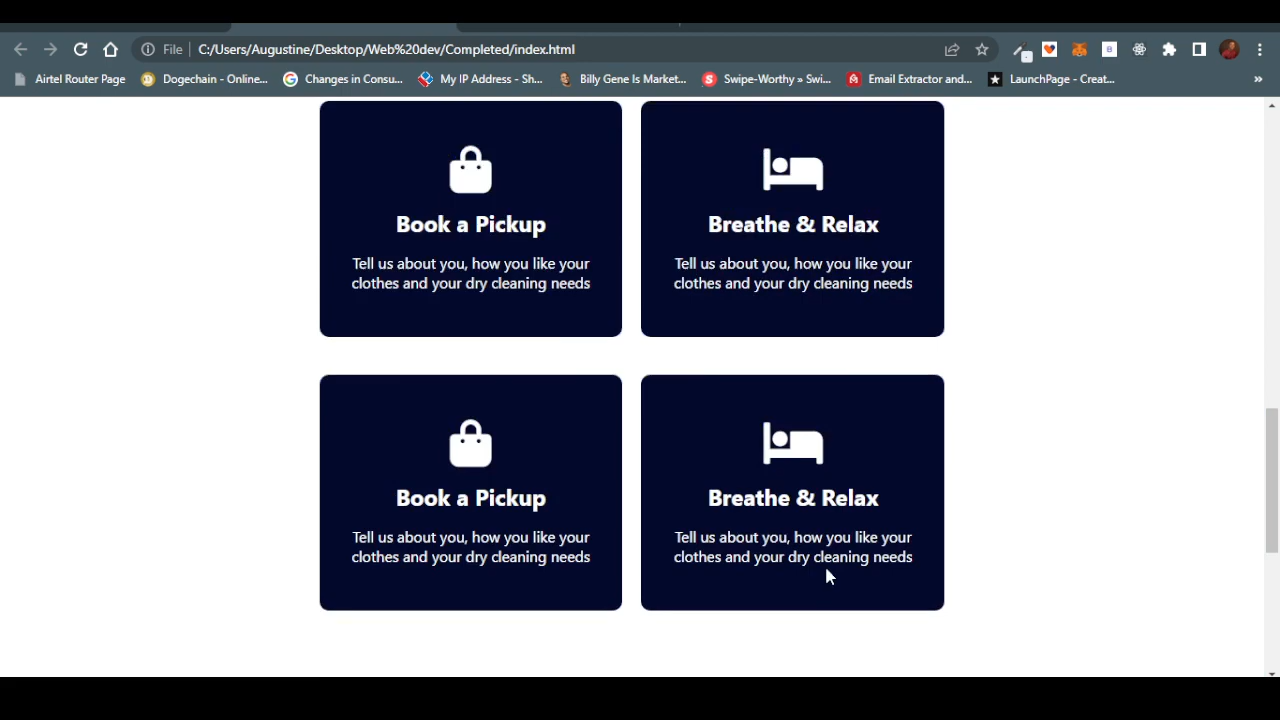 File C:/Users/Augustine/Desktop/Web%20dev/Completed/index.html
Airtel Router Page Dogechain - Online... Changes in Consu... My IP Address - Sh... Billy Gene Is Market... Swipe-Worthy » Swi... Email Extractor and... LaunchPage - Creat... »
Book a Pickup
Tell us about you, how you like your
clothes and your dry cleaning needs
Breathe & Relax
Tell us about you, how you like your
clothes and your dry cleaning needs
Book a Pickup
Tell us about you, how you like your
clothes and your dry cleaning needs
Breathe & Relax
Tell us about you, how you like your
clothes and your dry cleaning needs